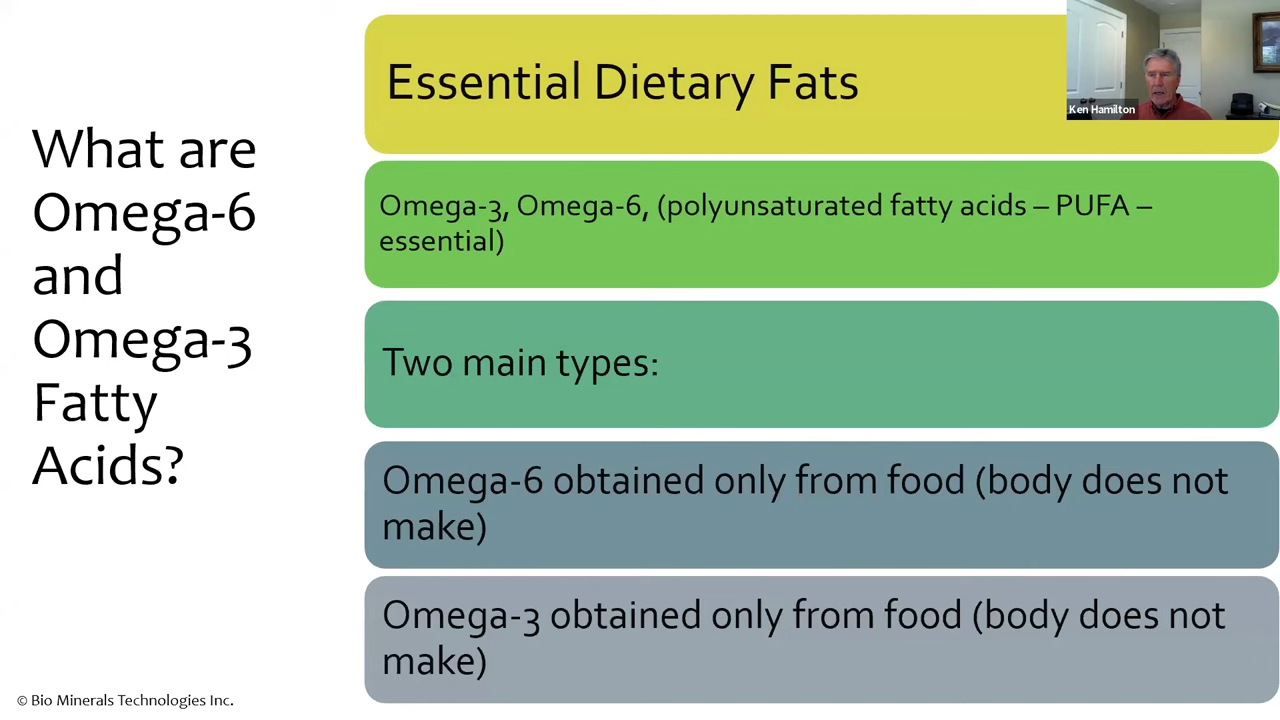 What are
Omega-6
and
Omega-3
Fatty
Acids?
Essential Dietary Fats
Omega-3, Omega-6, (polyunsaturated fatty acids – PUFA –
essential)
Two main types:
Omega-6 obtained only from food (body does not
make)
Omega-3 obtained only from food (body does not
make)
Ken Hamilton
© Bio Minerals Technologies Inc.